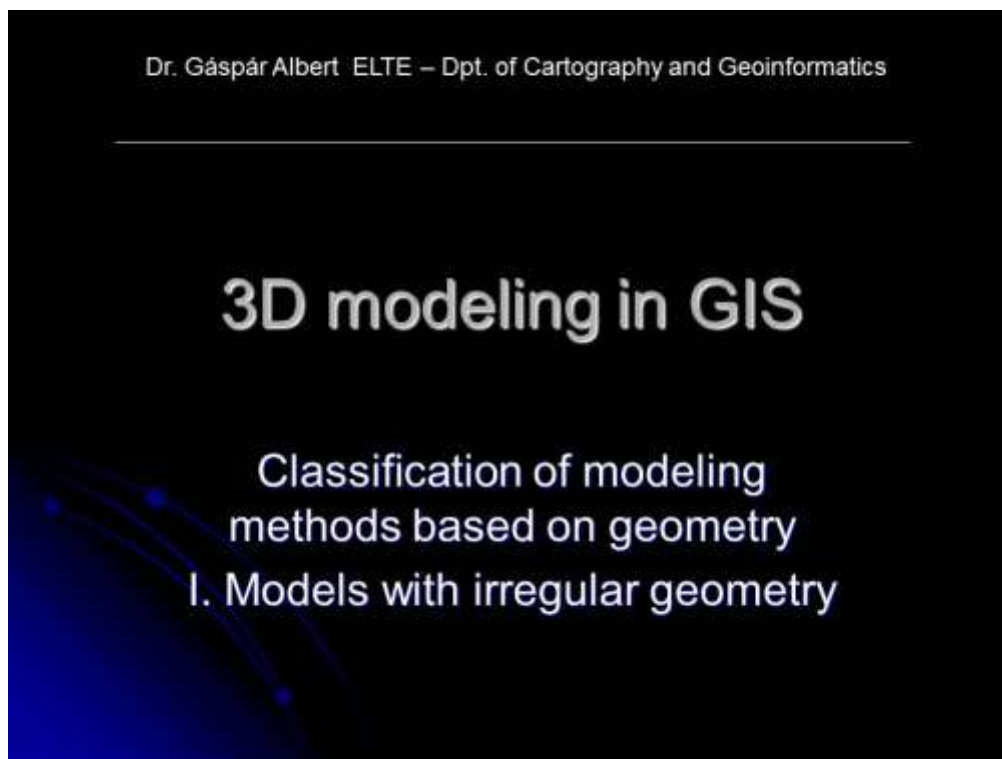 Dr. Gáspár Albert ELTE – Dpt. of Cartography and Geoinformatics
3D modeling in GIS
Classification of modeling
methods based on geometry
I. Models with irregular geometry